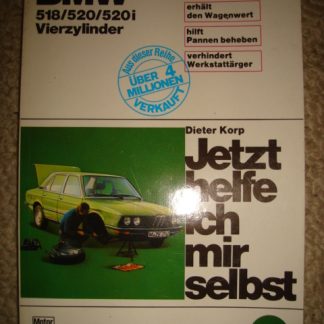 BMW
518/520/520i
Vierzylinder
erhält
den Wagenwert
hilft
Pannen beheben
verhindert
Werkstattärger
Aus dieser Reihe
ÜBER 4
MILLIONEN
VERKAUFT
Dieter Korp
Jetzt
helfe
ich
mir
selbst
Motor